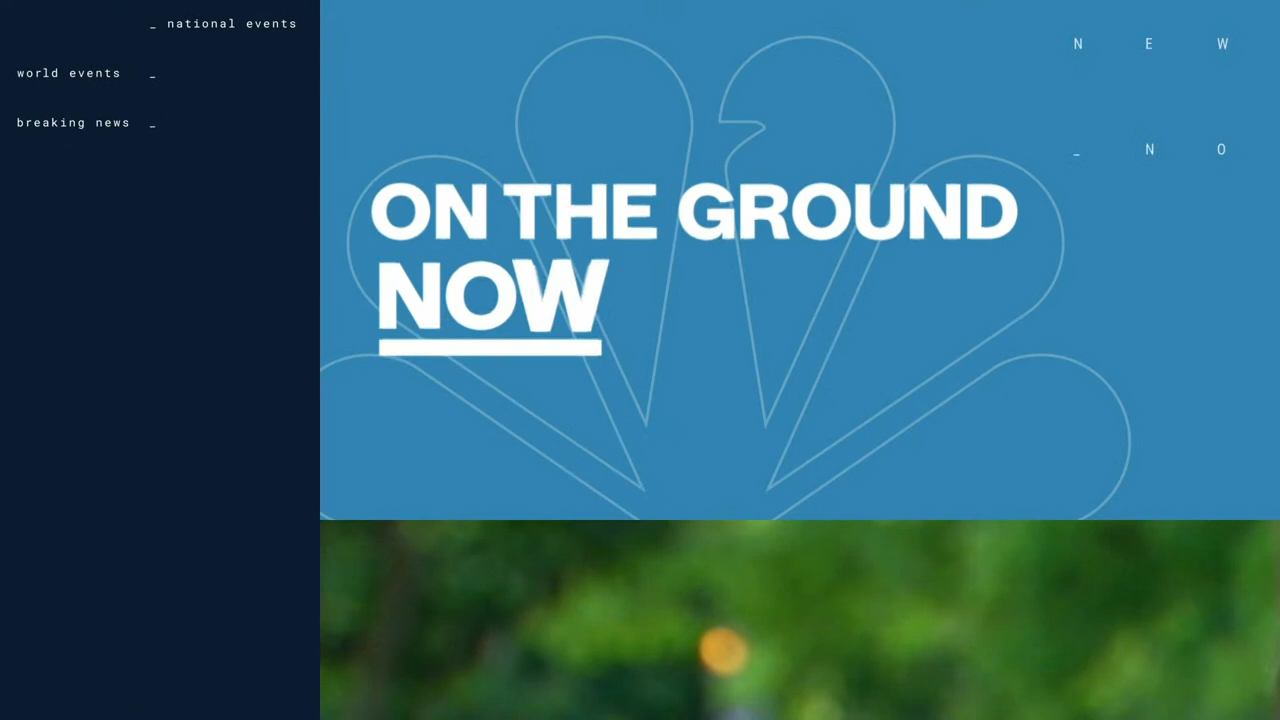 _ national events
world events _
breaking news _
N E W
_ N O
ON THE GROUND
NOW